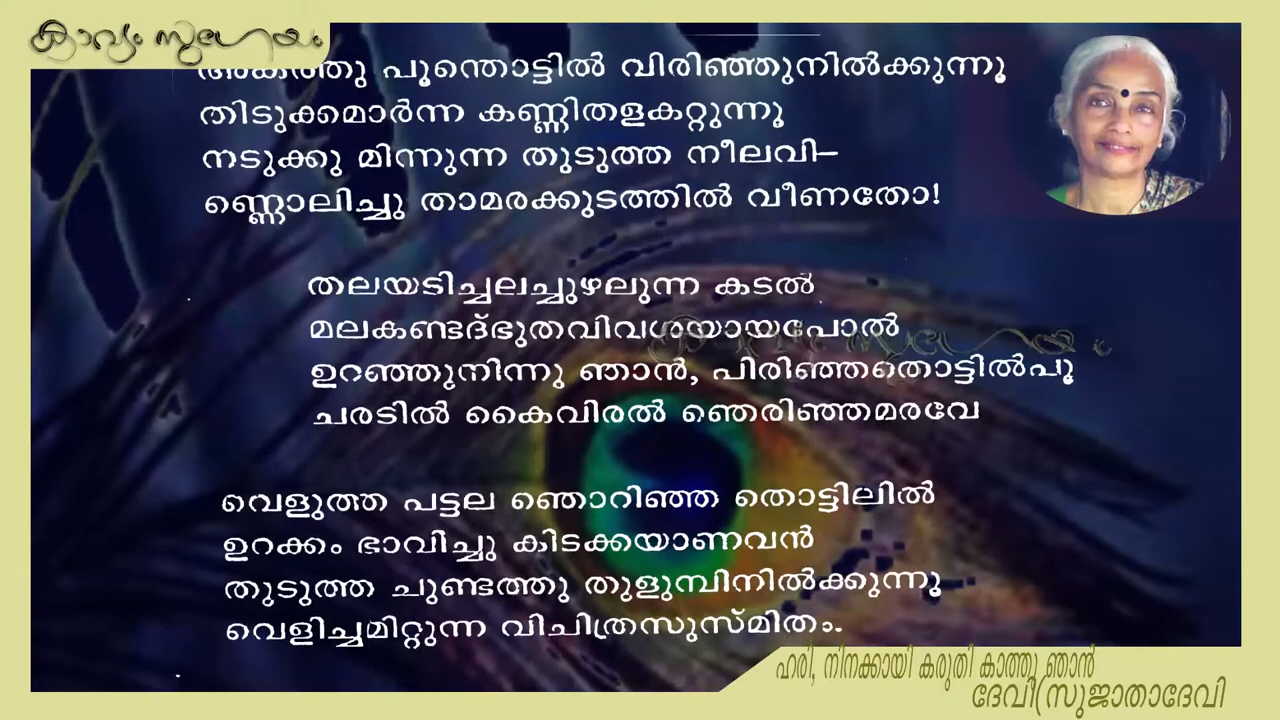 കാവ്യം സുഗേയം
അകത്തു പൂന്തൊട്ടിൽ വിരിഞ്ഞുനിൽക്കുന്നൂ
തിടുക്കമാർന്ന കണ്ണിതളകറ്റുന്നൂ
നടുക്കു മിന്നുന്ന തുടുത്ത നീലവി–
ണ്ണൊലിച്ചു താമരക്കുടത്തിൽ വീണതോ!
തലയടിച്ചലച്ചുഴലുന്ന കടൽ
മലകണ്ടദ്ഭുതവിവശയായപോൽ
ഉറഞ്ഞുനിന്നു ഞാൻ, പിരിഞ്ഞതൊട്ടിൽപൂ
ചരടിൽ കൈവിരൽ ഞെരിഞ്ഞമരവേ
കാവ്യം സുഗേയം
വെളുത്ത പട്ടല ഞൊറിഞ്ഞ തൊട്ടിലിൽ
ഉറക്കം ഭാവിച്ചു കിടക്കയാണവൻ
തുടുത്ത ചുണ്ടത്തു തുളുമ്പിനിൽക്കുന്നൂ
വെളിച്ചമിറ്റുന്ന വിചിത്രസുസ്മിതം.
ഹരി, നിനക്കായി കരുതി കാത്തു ഞാൻ
ദേവി(സുജാതാദേവി